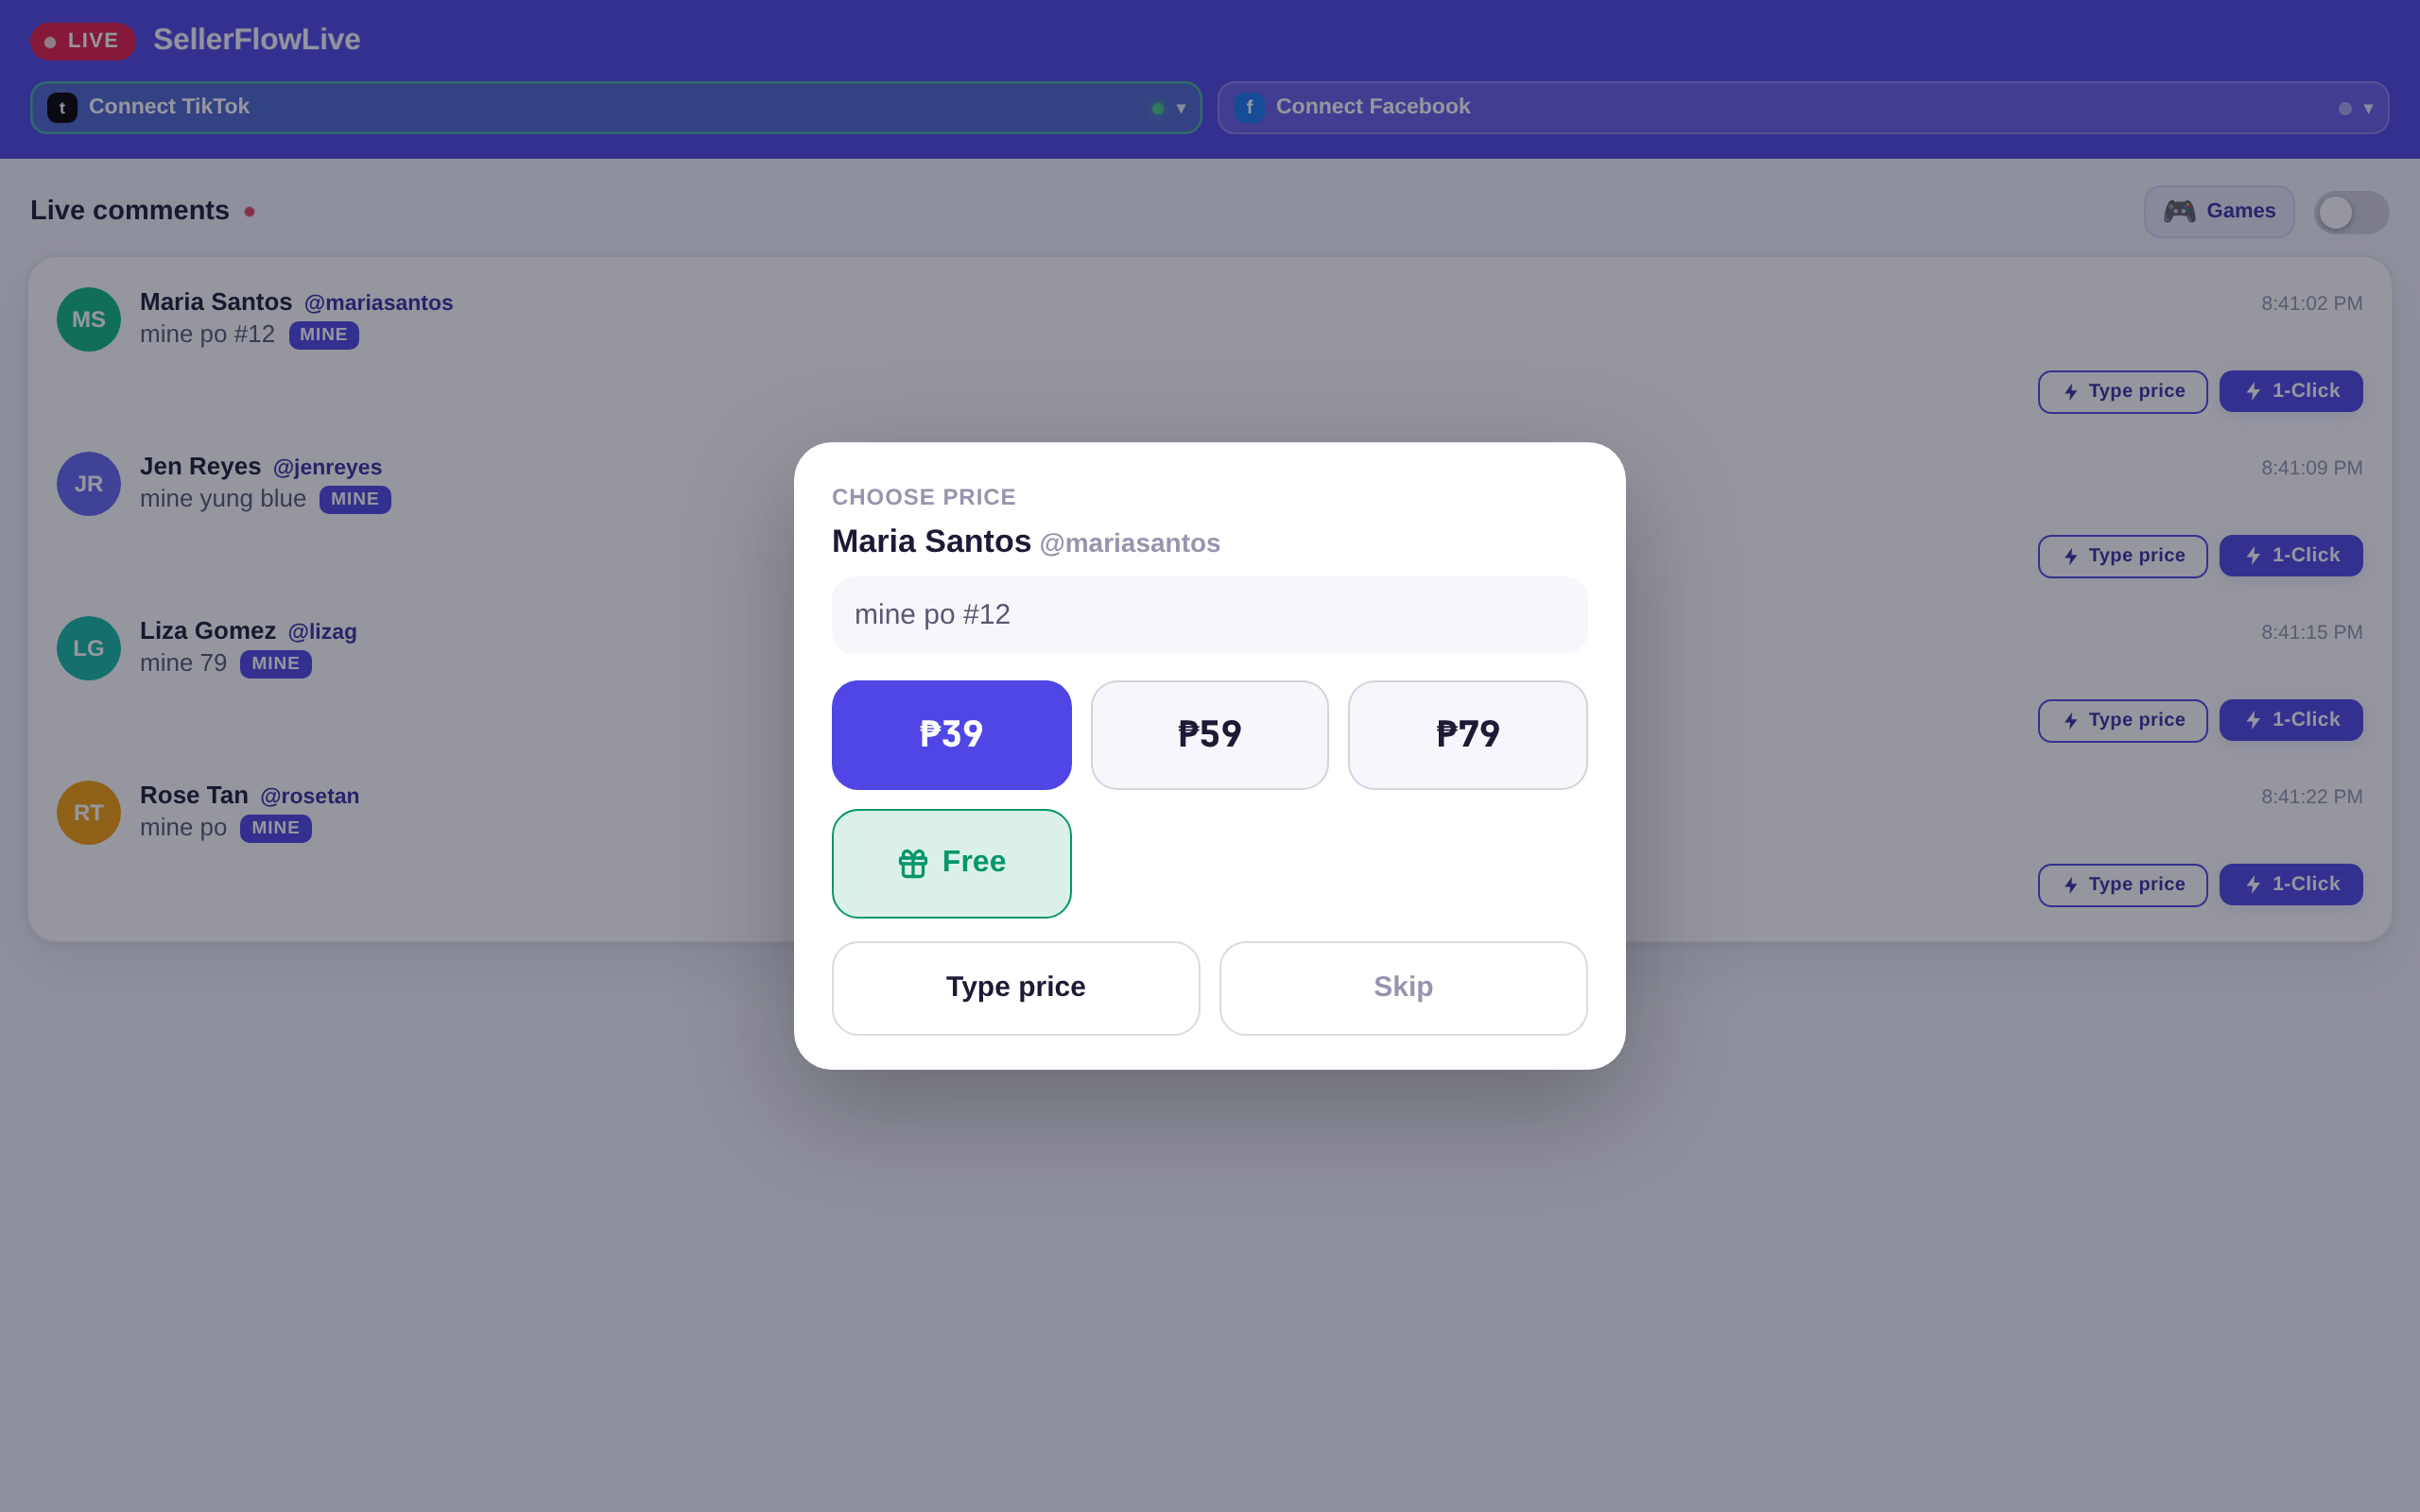 LIVE SellerFlowLive
t Connect TikTok ▾ f Connect Facebook ▾
Live comments 🎮 Games
MS Maria Santos @mariasantos 8:41:02 PM
mine po #12 MINE
Type price 1-Click
JR Jen Reyes @jenreyes 8:41:09 PM
mine yung blue MINE
Type price 1-Click
LG Liza Gomez @lizag 8:41:15 PM
mine 79 MINE
Type price 1-Click
RT Rose Tan @rosetan 8:41:22 PM
mine po MINE
Type price 1-Click
CHOOSE PRICE
Maria Santos @mariasantos
mine po #12
₱39 ₱59 ₱79
Free
Type price Skip